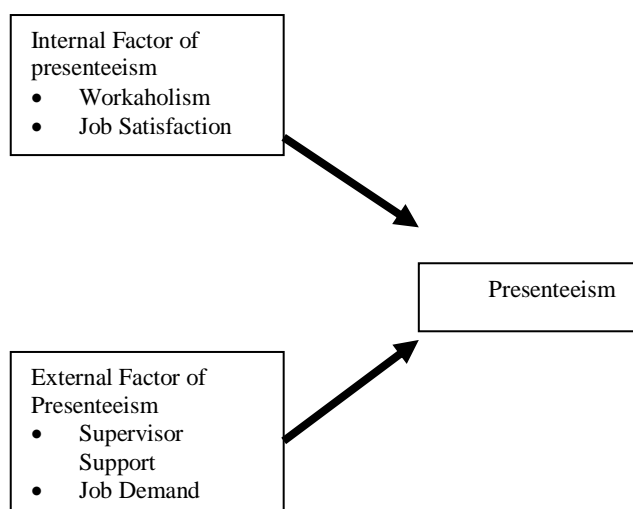 Internal Factor of
presenteeism
• Workaholism
• Job Satisfaction
Presenteeism
External Factor of
Presenteeism
• Supervisor
Support
• Job Demand